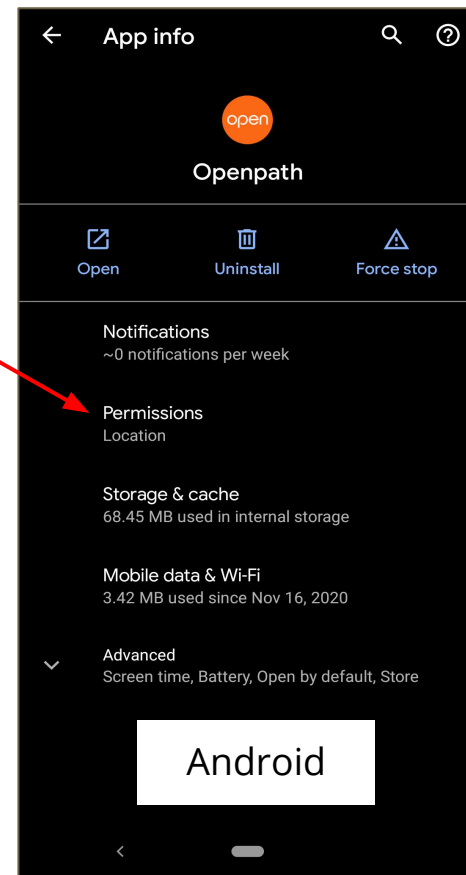 App info
open
Openpath
Open Uninstall Force stop
Notifications
~0 notifications per week
Permissions
Location
Storage & cache
68.45 MB used in internal storage
Mobile data & Wi-Fi
3.42 MB used since Nov 16, 2020
Advanced
Screen time, Battery, Open by default, Store
Android